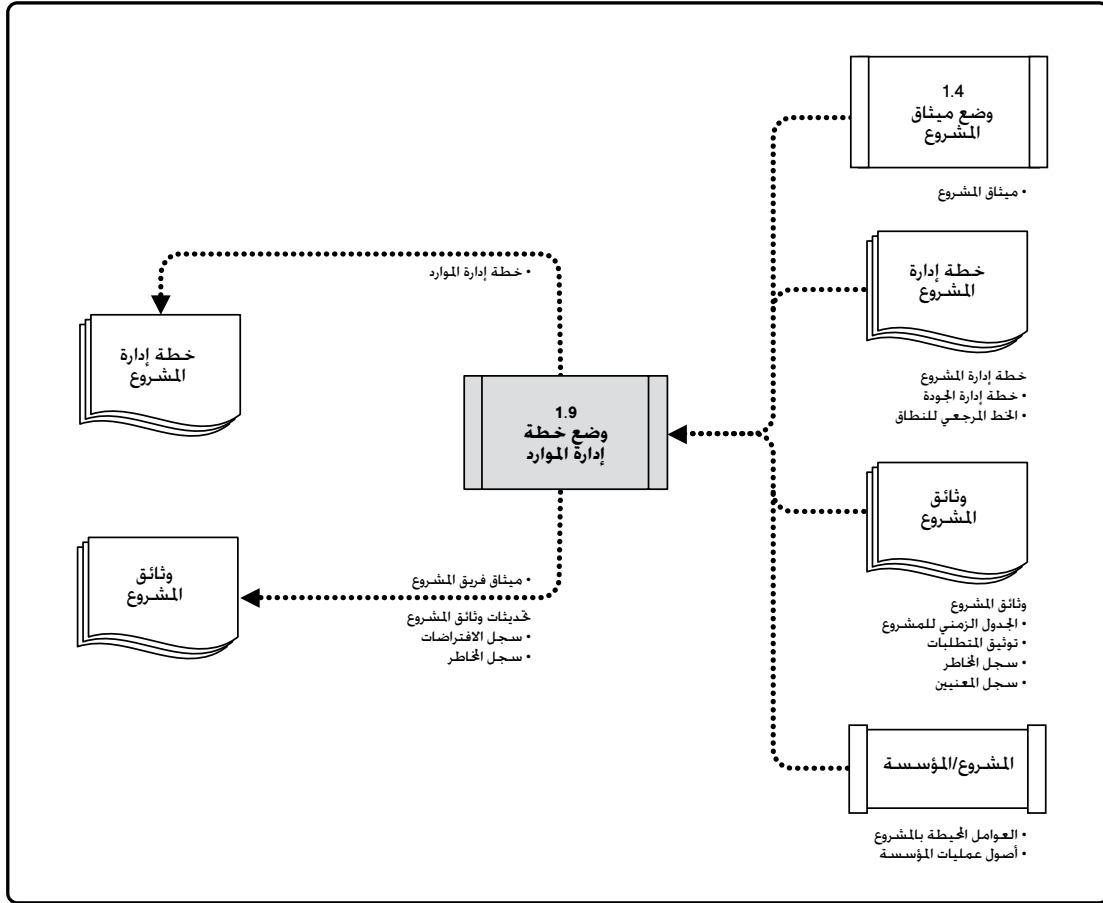 1.4
وضع ميثاق
المشروع
• ميثاق المشروع
خطة إدارة
المشروع
خطة إدارة المشروع
• خطة إدارة الجودة
• الخط المرجعي للنطاق
وثائق
المشروع
وثائق المشروع
• الجدول الزمني للمشروع
• توثيق المتطلبات
• سجل المخاطر
• سجل المعنيين
المشروع/المؤسسة
• العوامل المحيطة بالمشروع
• أصول عمليات المؤسسة
1.9
وضع خطة
إدارة الموارد
• خطة إدارة الموارد
خطة إدارة
المشروع
• ميثاق فريق المشروع
تحديثات وثائق المشروع
• سجل الافتراضات
• سجل المخاطر
وثائق
المشروع